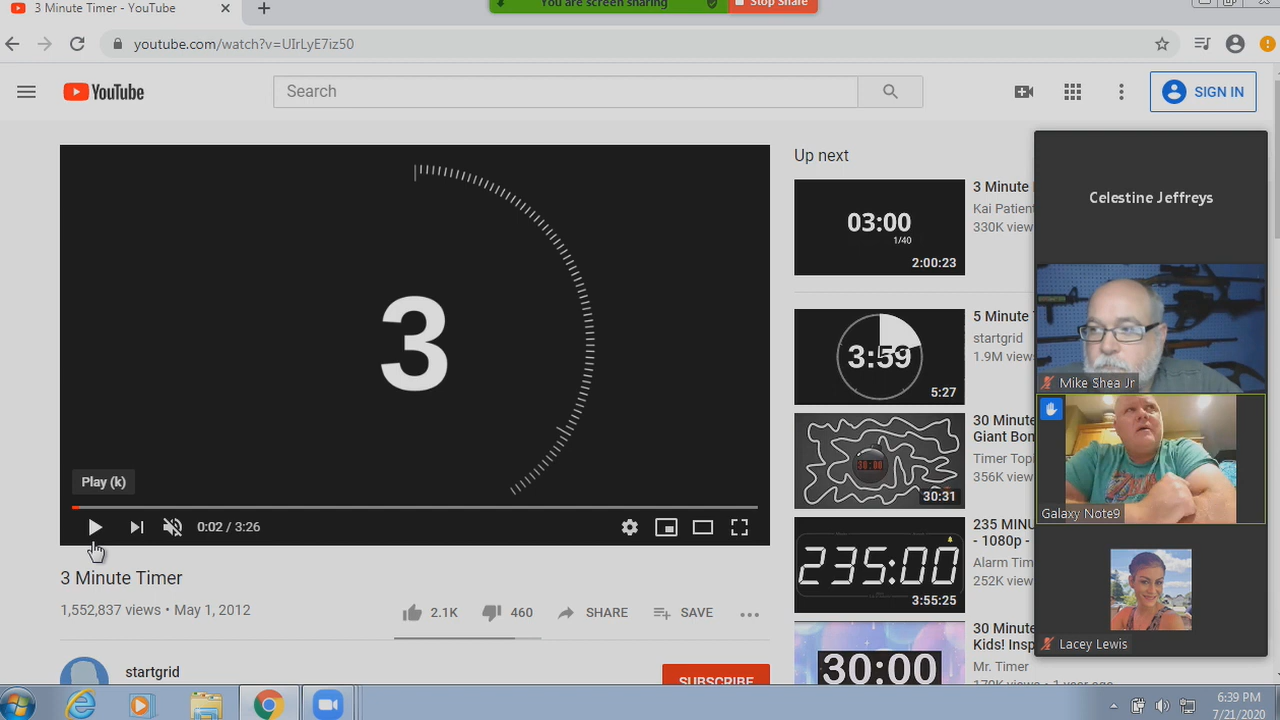 3 Minute Timer - YouTube
You are screen sharing
Stop Share
youtube.com/watch?v=UIrLyE7iz50
YouTube
Search
SIGN IN
3
Play (k)
0:02 / 3:26
3 Minute Timer
1,552,837 views • May 1, 2012
2.1K
460
SHARE
SAVE
startgrid
SUBSCRIBE
Up next
03:00
1/40
2:00:23
3 Minute
Kai Patient
330K view
3:59
5:27
5 Minute
startgrid
1.9M view
30:00
30:31
30 Minute
Giant Bon
Timer Top
356K view
235:00
3:55:25
235 MINU
- 1080p -
Alarm Tim
252K view
30:00
30 Minute
Kids! Insp
Mr. Timer
Celestine Jeffreys
Mike Shea Jr
Galaxy Note9
Lacey Lewis
6:39 PM
7/21/2020